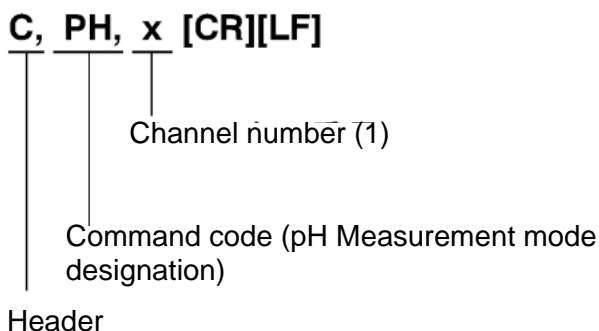 C, PH, x [CR][LF]
Channel number (1)
Command code (pH Measurement mode
designation)
Header